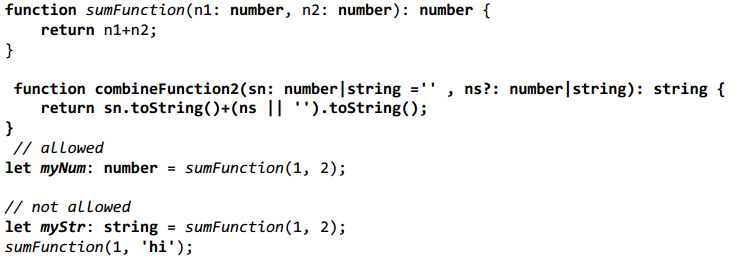 function sumFunction(n1: number, n2: number): number {
    return n1+n2;
}
function combineFunction2(sn: number|string ='' , ns?: number|string): string {
    return sn.toString()+(ns || '').toString();
}
// allowed
let myNum: number = sumFunction(1, 2);
// not allowed
let myStr: string = sumFunction(1, 2);
sumFunction(1, 'hi');